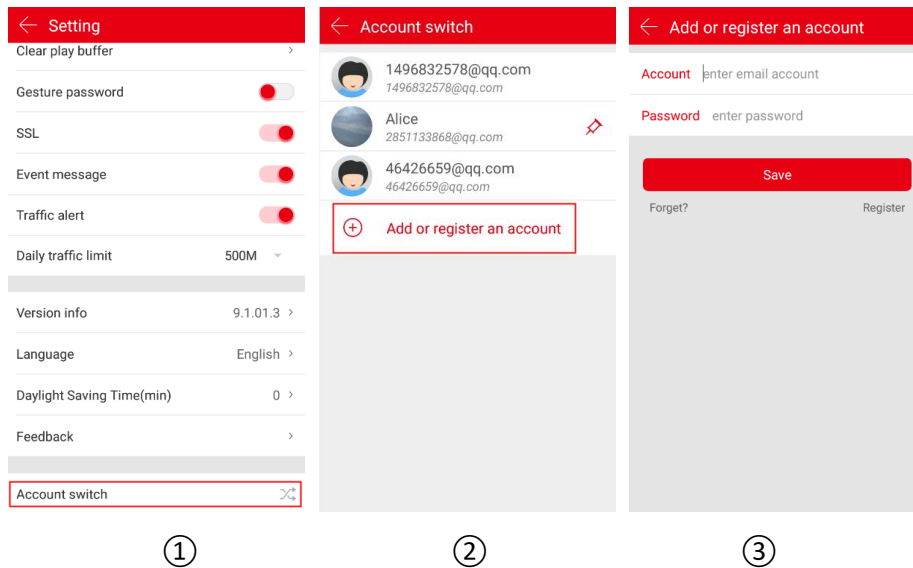 Setting
Clear play buffer
Gesture password
SSL
Event message
Traffic alert
Daily traffic limit 500M
Version info 9.1.01.3
Language English
Daylight Saving Time(min) 0
Feedback
Account switch
①
Account switch
1496832578@qq.com
1496832578@qq.com
Alice
2851133868@qq.com
46426659@qq.com
46426659@qq.com
Add or register an account
②
Add or register an account
Account enter email account
Password enter password
Save
Forget? Register
③